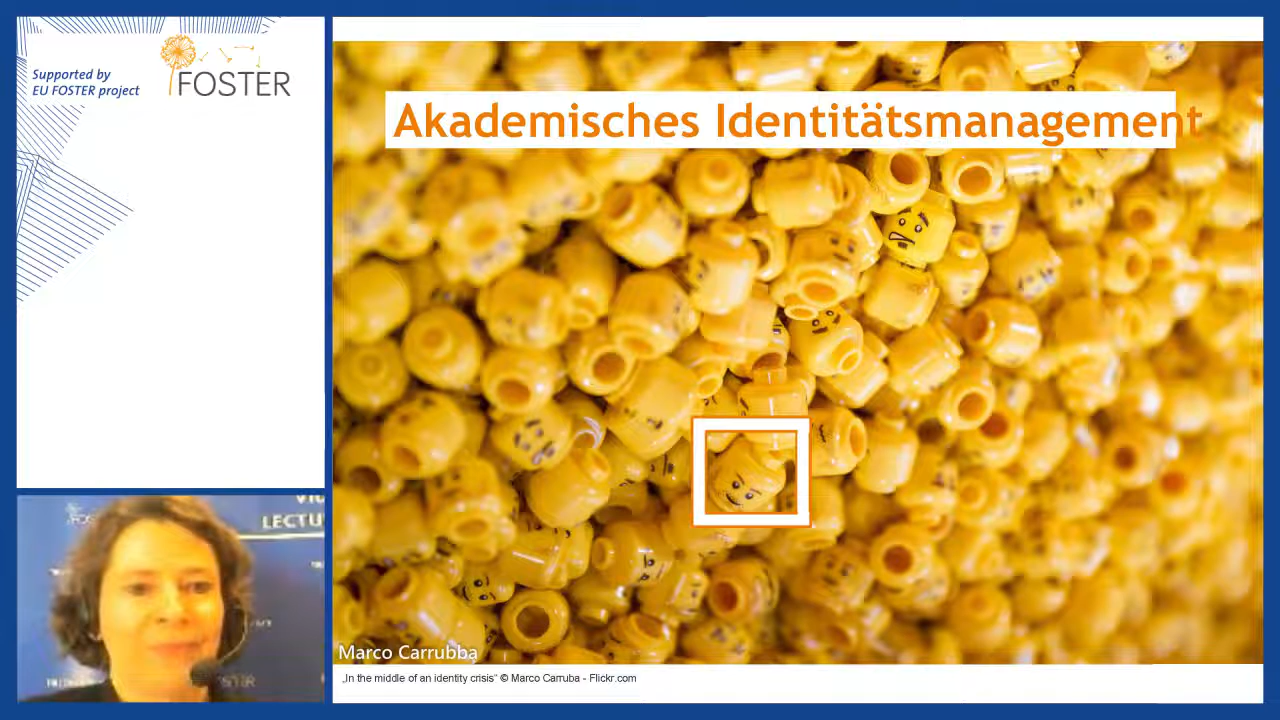 Supported by
EU FOSTER project
FOSTER
Akademisches Identitätsmanagement
LECTU
Marco Carrubba
„In the middle of an identity crisis“ © Marco Carruba - Flickr.com